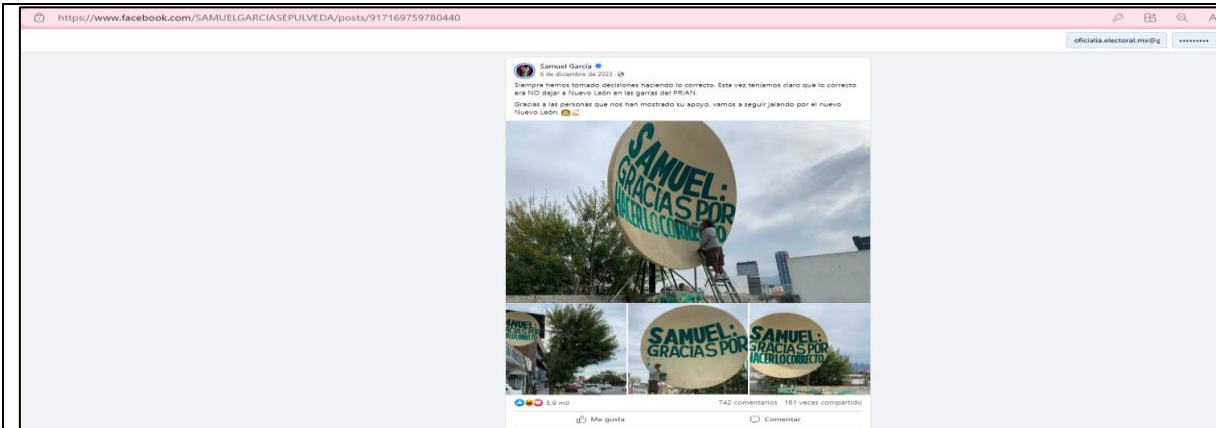 https://www.facebook.com/SAMUELGARCIASEPULVEDA/posts/917169759780440
oficialia.electoral.mx@g
Samuel García
6 de diciembre de 2023
Siempre hemos tomado decisiones haciendo lo correcto. Esta vez teníamos claro que lo correcto
era NO dejar a Nuevo León en las garras del PRIAN.
Gracias a las personas que nos han mostrado su apoyo, vamos a seguir jalando por el nuevo
Nuevo León.
SAMUEL:
GRACIAS POR
HACER LO CORRECTO
SAMUEL:
GRACIAS POR
SAMUEL:
GRACIAS POR
HACER LO CORRECTO
5,9 mil
742 comentarios 161 veces compartido
Me gusta
Comentar